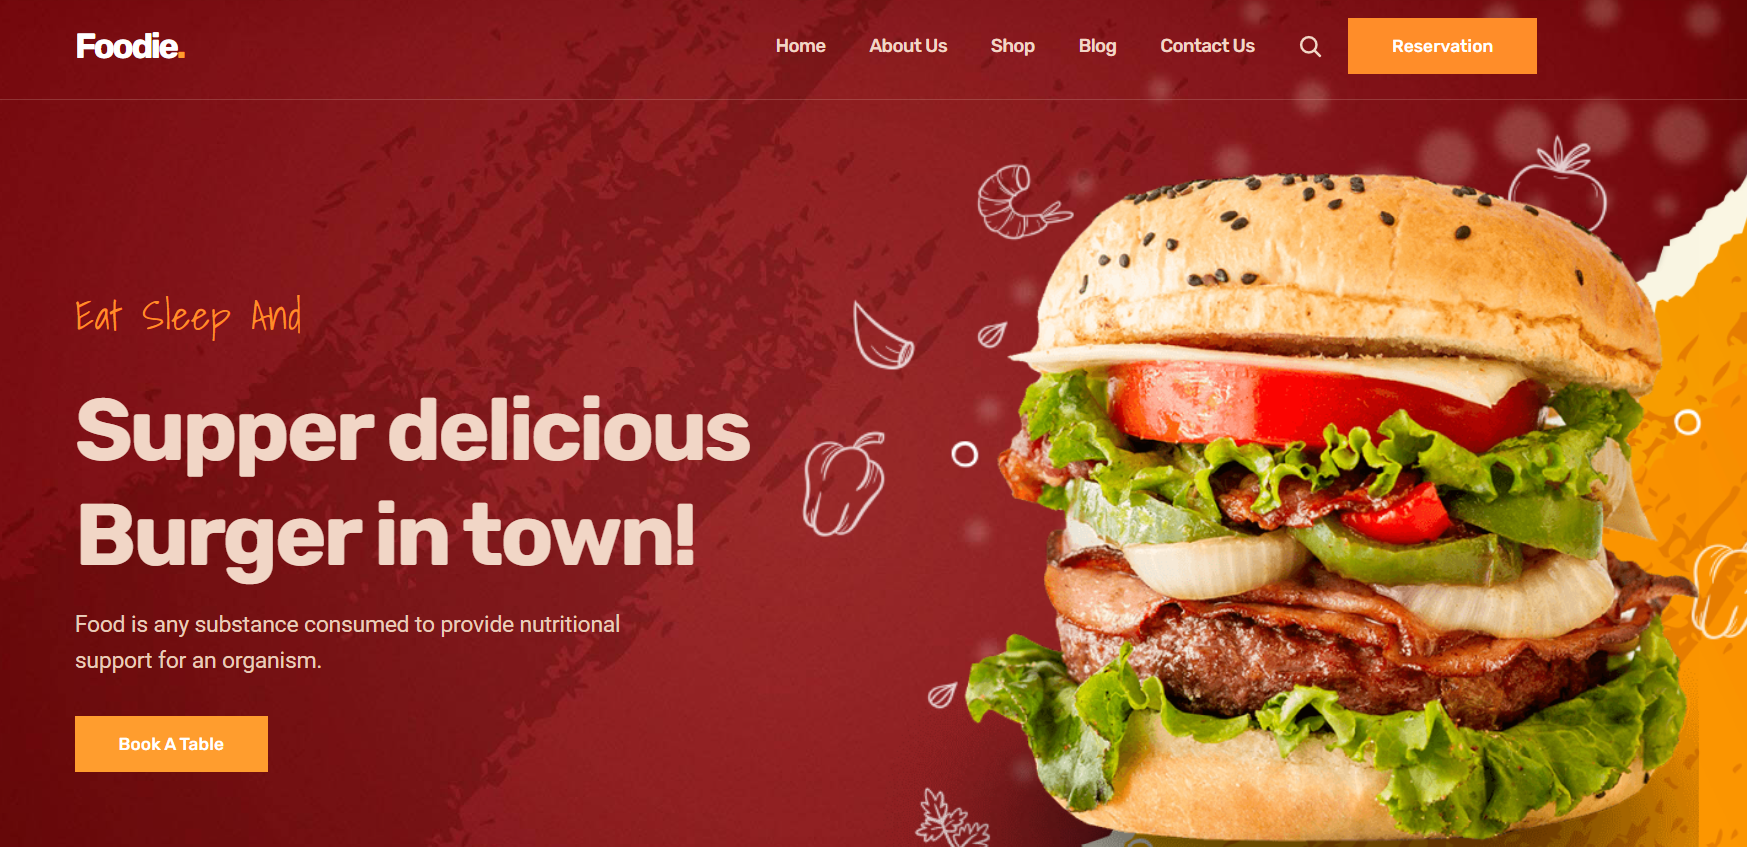 Foodie.
Home About Us Shop Blog Contact Us Reservation
Eat Sleep And
Supper delicious
Burger in town!
Food is any substance consumed to provide nutritional
support for an organism.
Book A Table